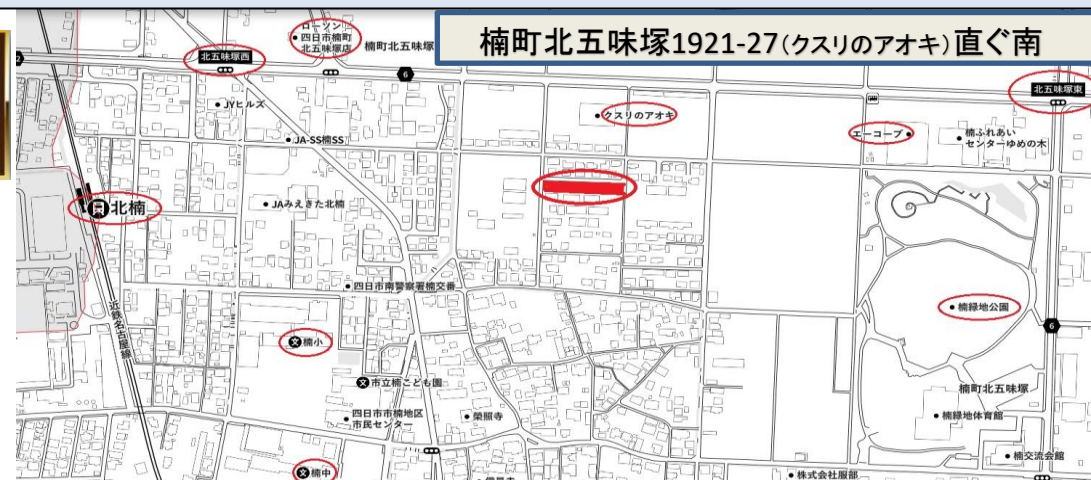 楠町北五味塚1921-27(クスリのアオキ)直ぐ南
ローソン
四日市楠町
北五味塚店
楠町北五味塚
北五味塚西
6
北五味塚東
JYヒルズ
クスリのアオキ
エーコープ
楠ふれあい
センターゆめの木
JA-SS楠SS
北楠
JAみえきた北楠
四日市南警察署楠交番
近鉄名古屋線
楠緑地公園
6
文楠小
文市立楠こども園
楠町北五味塚
四日市市楠地区
市民センター
榮照寺
楠緑地体育館
楠交流会館
文楠中
株式会社服部